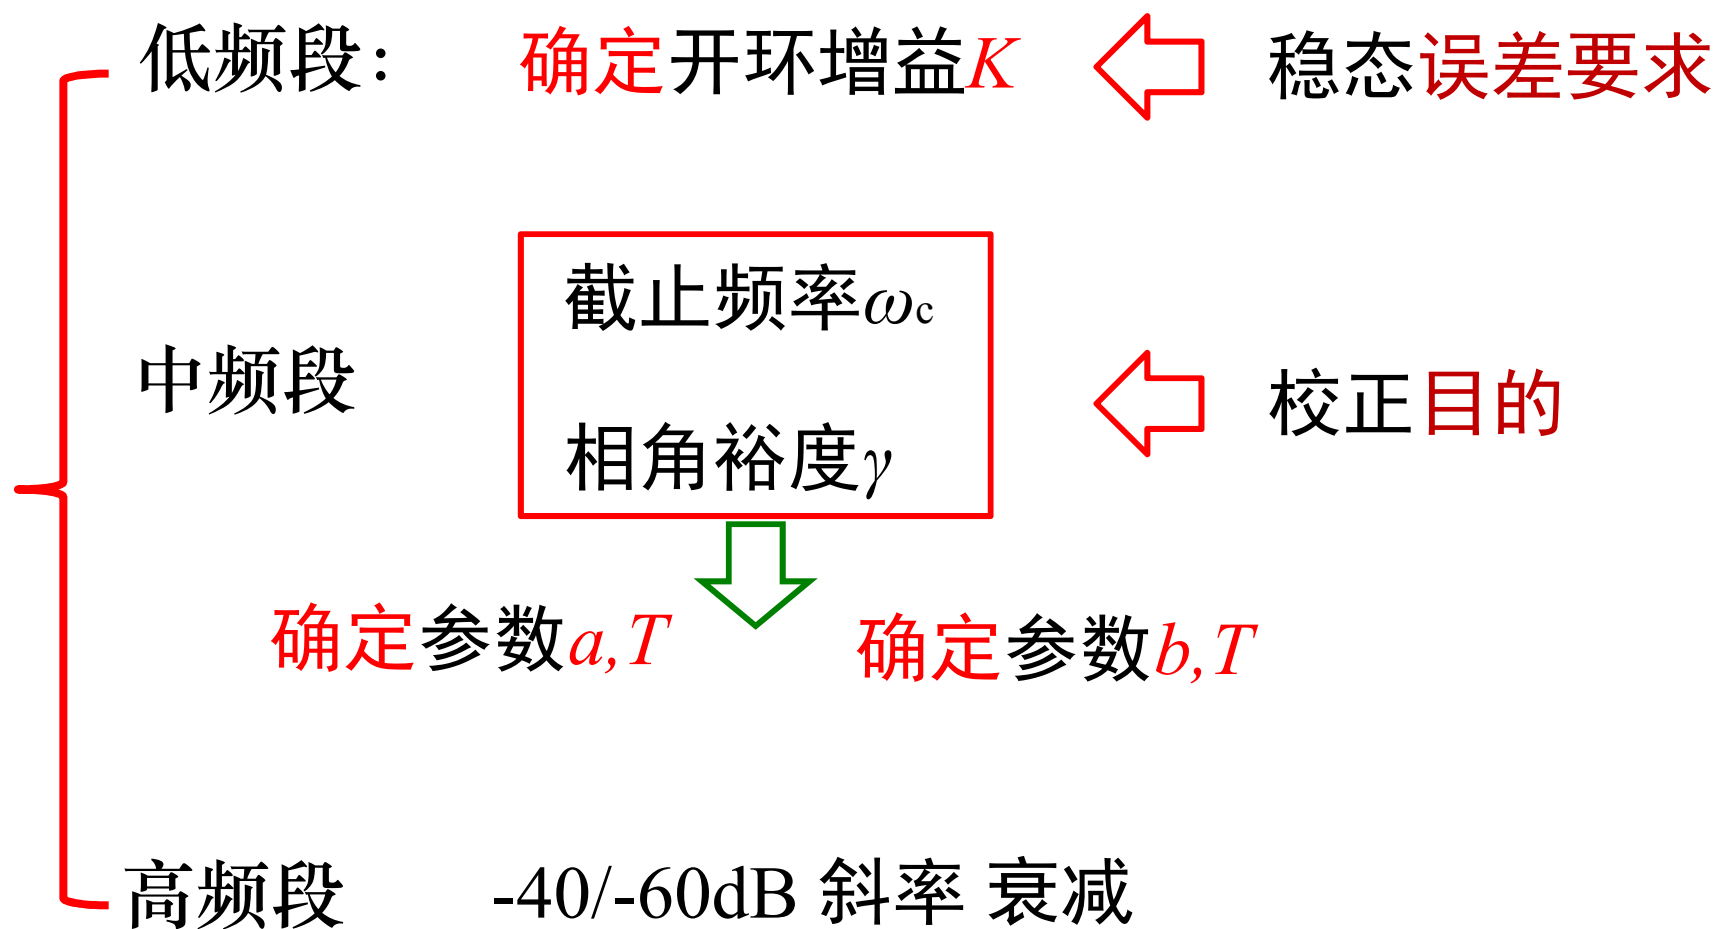 低频段： 确定开环增益K 稳态误差要求
截止频率ωc
中频段 校正目的
相角裕度γ
确定参数a,T 确定参数b,T
高频段 -40/-60dB 斜率 衰减